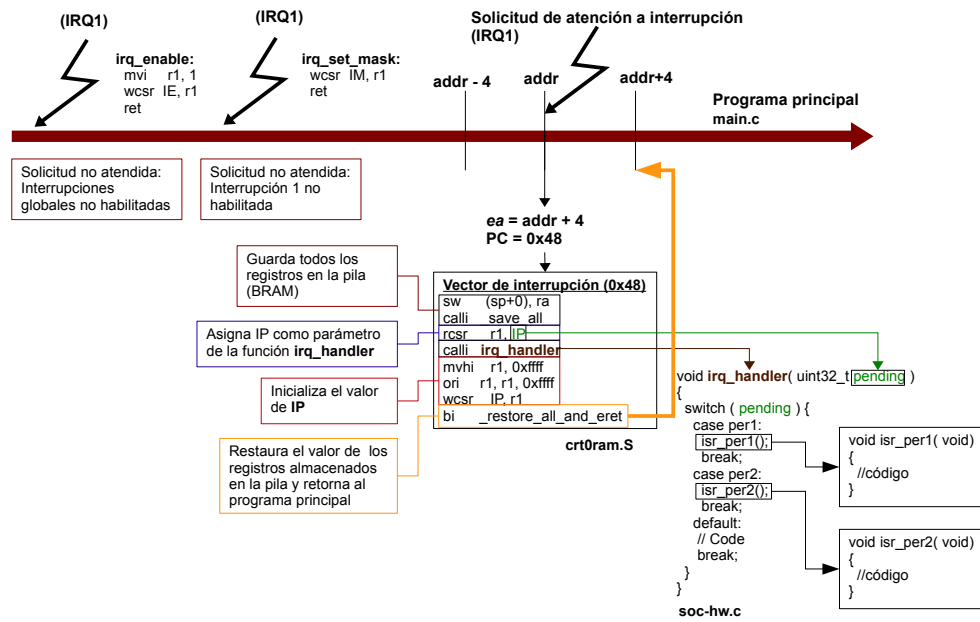 (IRQ1)
irq_enable:
mvi r1, 1
wcsr IE, r1
ret
(IRQ1)
irq_set_mask:
wcsr IM, r1
ret
Solicitud de atención a interrupción
(IRQ1)
addr - 4
addr
addr+4
Programa principal
main.c
Solicitud no atendida:
Interrupciones
globales no habilitadas
Solicitud no atendida:
Interrupción 1 no
habilitada
ea = addr + 4
PC = 0x48
Guarda todos los
registros en la pila
(BRAM)
Asigna IP como parámetro
de la función irq_handler
Inicializa el valor
de IP
Restaura el valor de los
registros almacenados
en la pila y retorna al
programa principal
Vector de interrupción (0x48)
sw (sp+0), ra
calli save_all
rcsr r1, IP
calli irq_handler
mvhi r1, 0xffff
ori r1, r1, 0xffff
wcsr IP, r1
bi _restore_all_and_eret
crt0ram.S
void irq_handler( uint32_t pending )
{
switch ( pending ) {
case per1:
isr_per1();
break;
case per2:
isr_per2();
break;
default:
// Code
break;
}
}
soc-hw.c
void isr_per1( void)
{
//código
}
void isr_per2( void)
{
//código
}